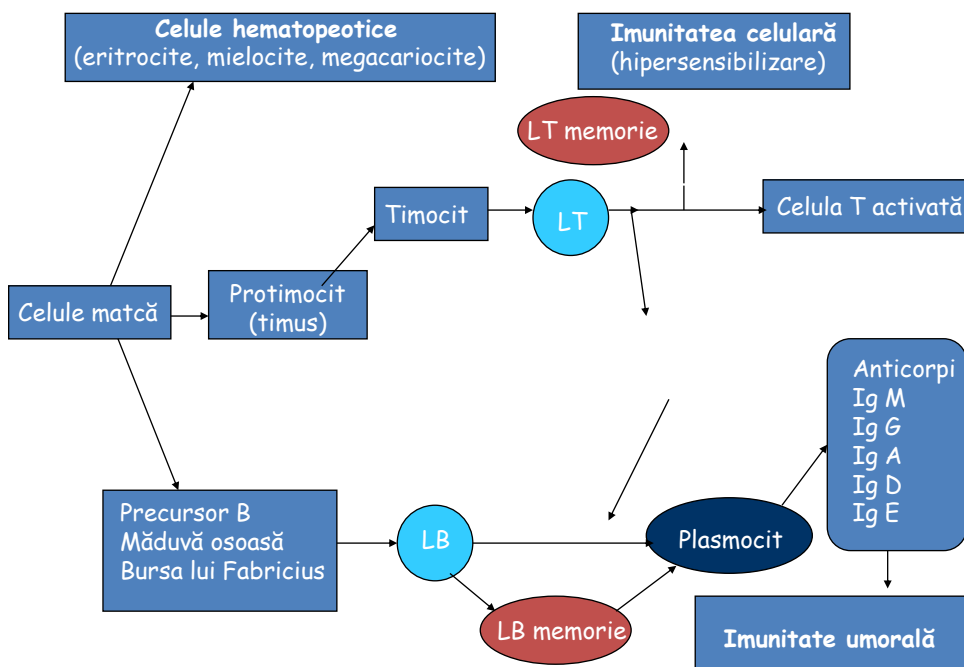 Celule hematopeotice
(eritrocite, mielocite, megacariocite)
Imunitatea celulară
(hipersensibilizare)
LT memorie
Timocit
LT
Celula T activată
Celule matcă
Protimocit
(timus)
Anticorpi
Ig M
Ig G
Ig A
Ig D
Ig E
Precursor B
Măduvă osoasă
Bursa lui Fabricius
LB
Plasmocit
LB memorie
Imunitate umorală